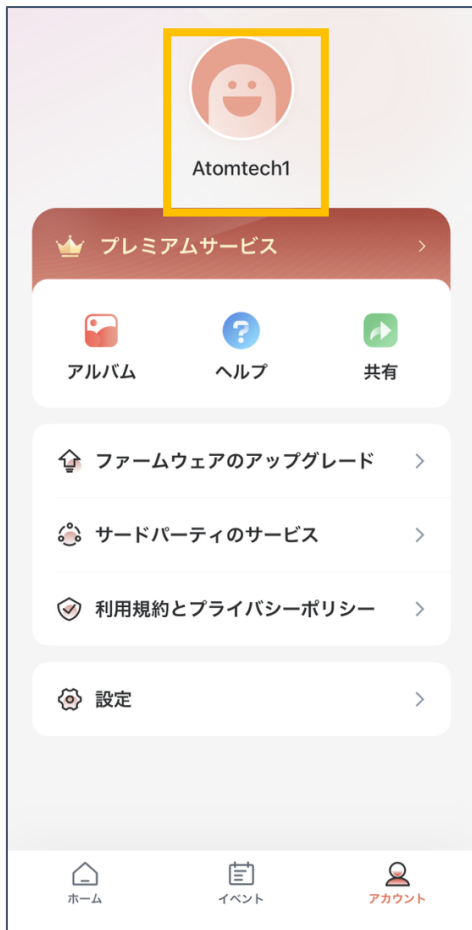 Atomtech1
プレミアムサービス
アルバム
ヘルプ
共有
ファームウェアのアップグレード
サードパーティのサービス
利用規約とプライバシーポリシー
設定
ホーム
イベント
アカウント